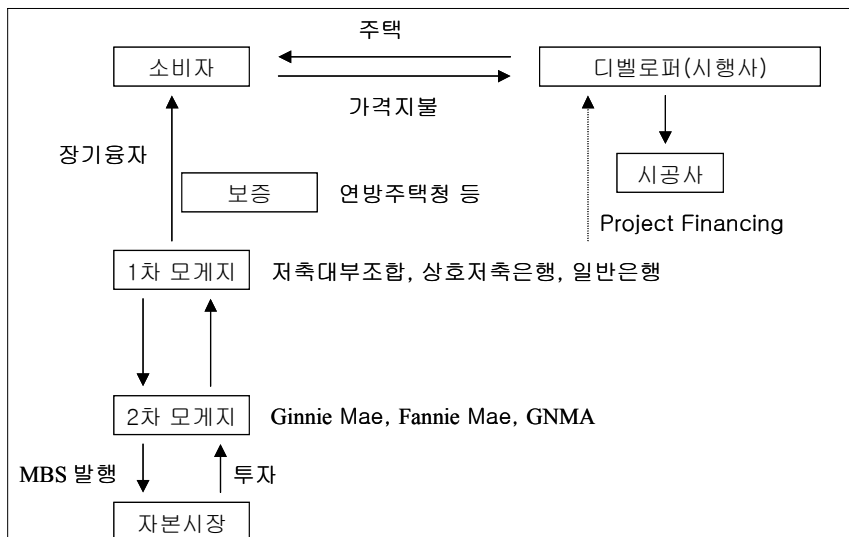 주택
소비자
디벨로퍼(시행사)
가격지불
장기융자
시공사
보증
연방주택청 등
Project Financing
1차 모게지
저축대부조합, 상호저축은행, 일반은행
2차 모게지
Ginnie Mae, Fannie Mae, GNMA
MBS 발행
투자
자본시장